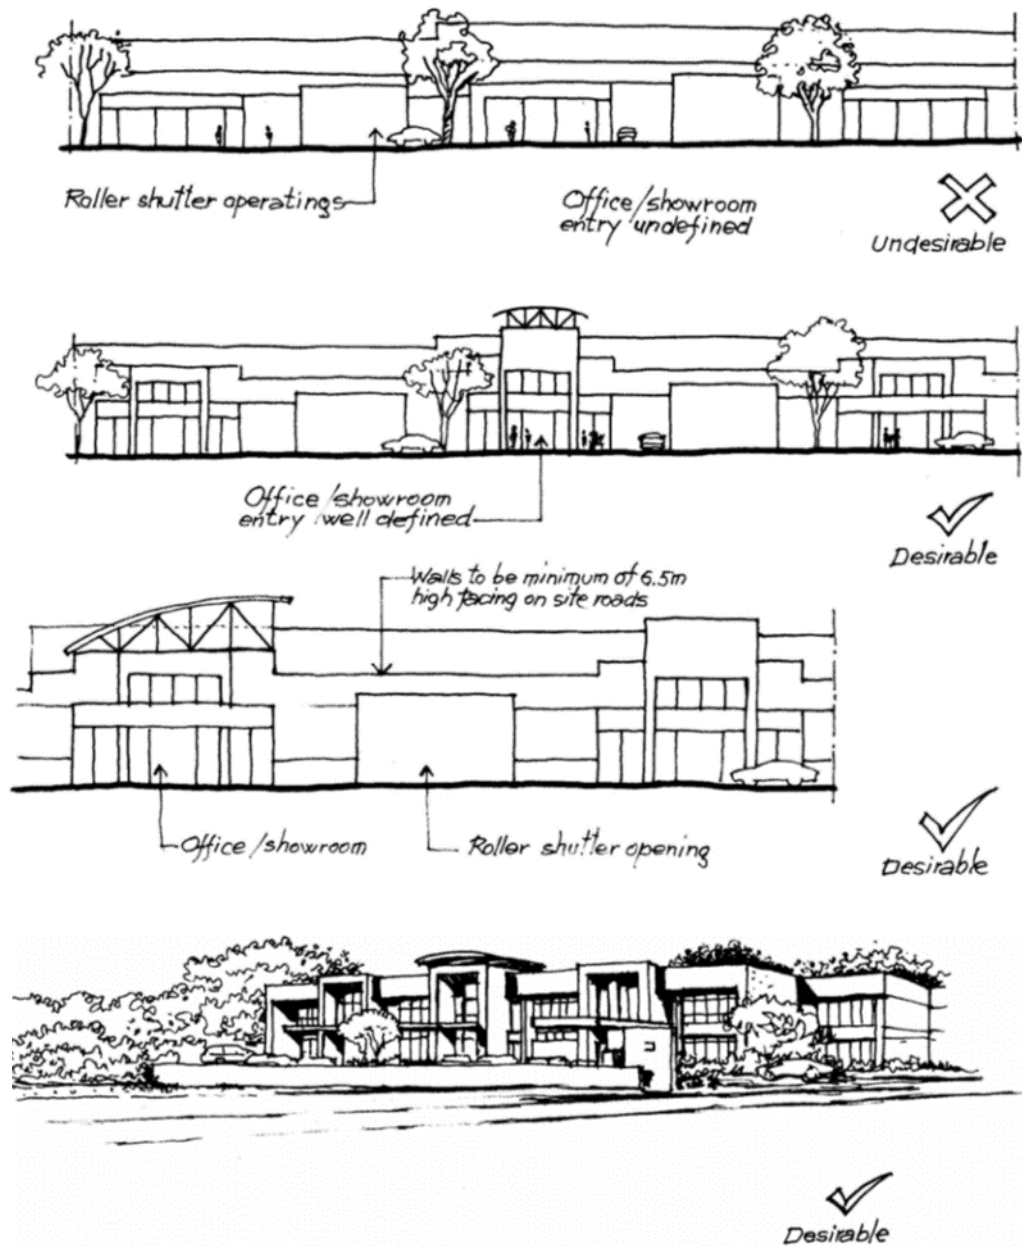 Roller shutter operatings
Office/showroom
entry undefined
Undesirable
Office/showroom
entry well defined
Desirable
Walls to be minimum of 6.5m
high facing on site roads
Office/showroom
Roller shutter opening
Desirable
Desirable